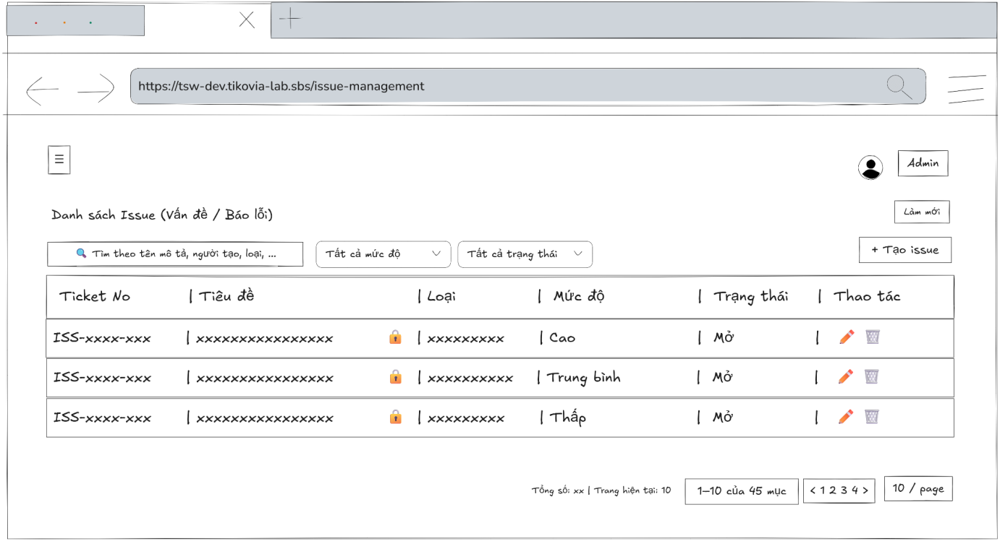 https://tsw-dev.tikovia-lab.sbs/issue-management
Admin
Danh sách Issue (Vấn đề / Báo lỗi)
Làm mới
Tìm theo tên mô tả, người tạo, loại, ...
Tất cả mức độ
Tất cả trạng thái
+ Tạo issue
Ticket No | Tiêu đề | Loại | Mức độ | Trạng thái | Thao tác
ISS-xxxx-xxx | xxxxxxxxxxxxxxxx | xxxxxxxxx | Cao | Mở |
ISS-xxxx-xxx | xxxxxxxxxxxxxxxx | xxxxxxxxxx | Trung bình | Mở |
ISS-xxxx-xxx | xxxxxxxxxxxxxxxx | xxxxxxxxx | Thấp | Mở |
Tổng số: xx | Trang hiện tại: 10
1–10 của 45 mục
< 1 2 3 4 >
10 / page